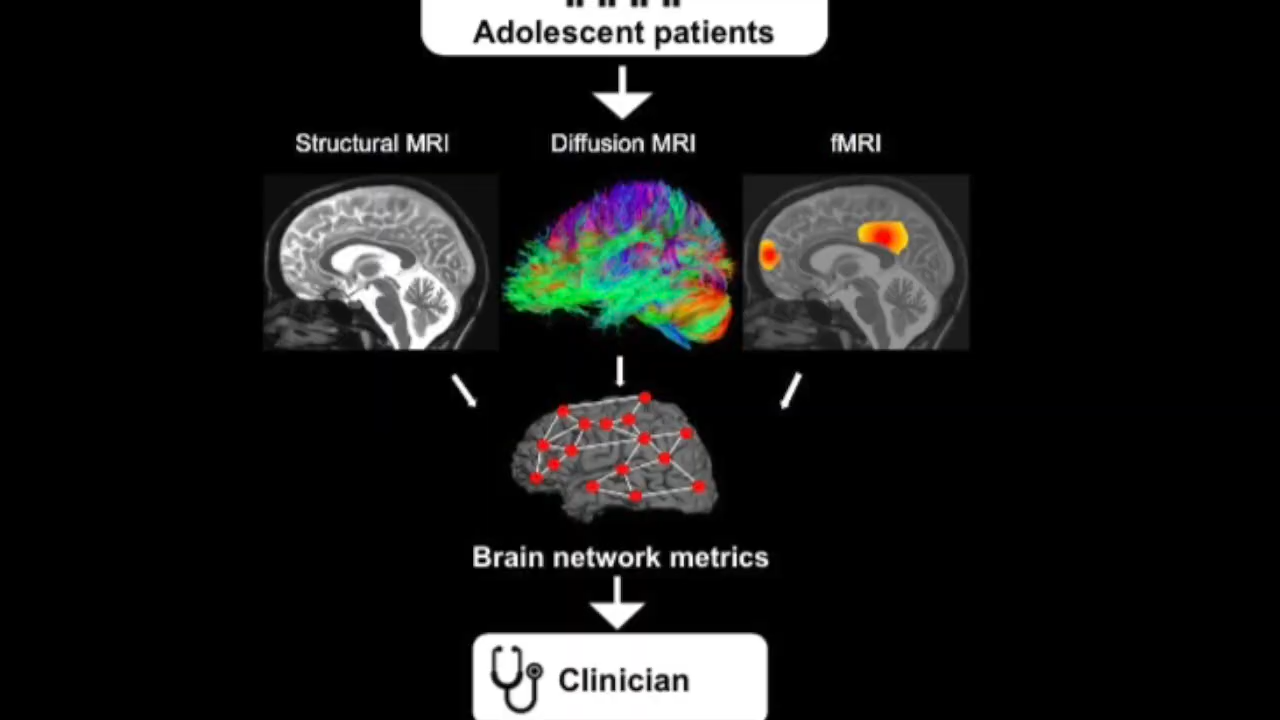 Adolescent patients
Structural MRI
Diffusion MRI
fMRI
Brain network metrics
Clinician